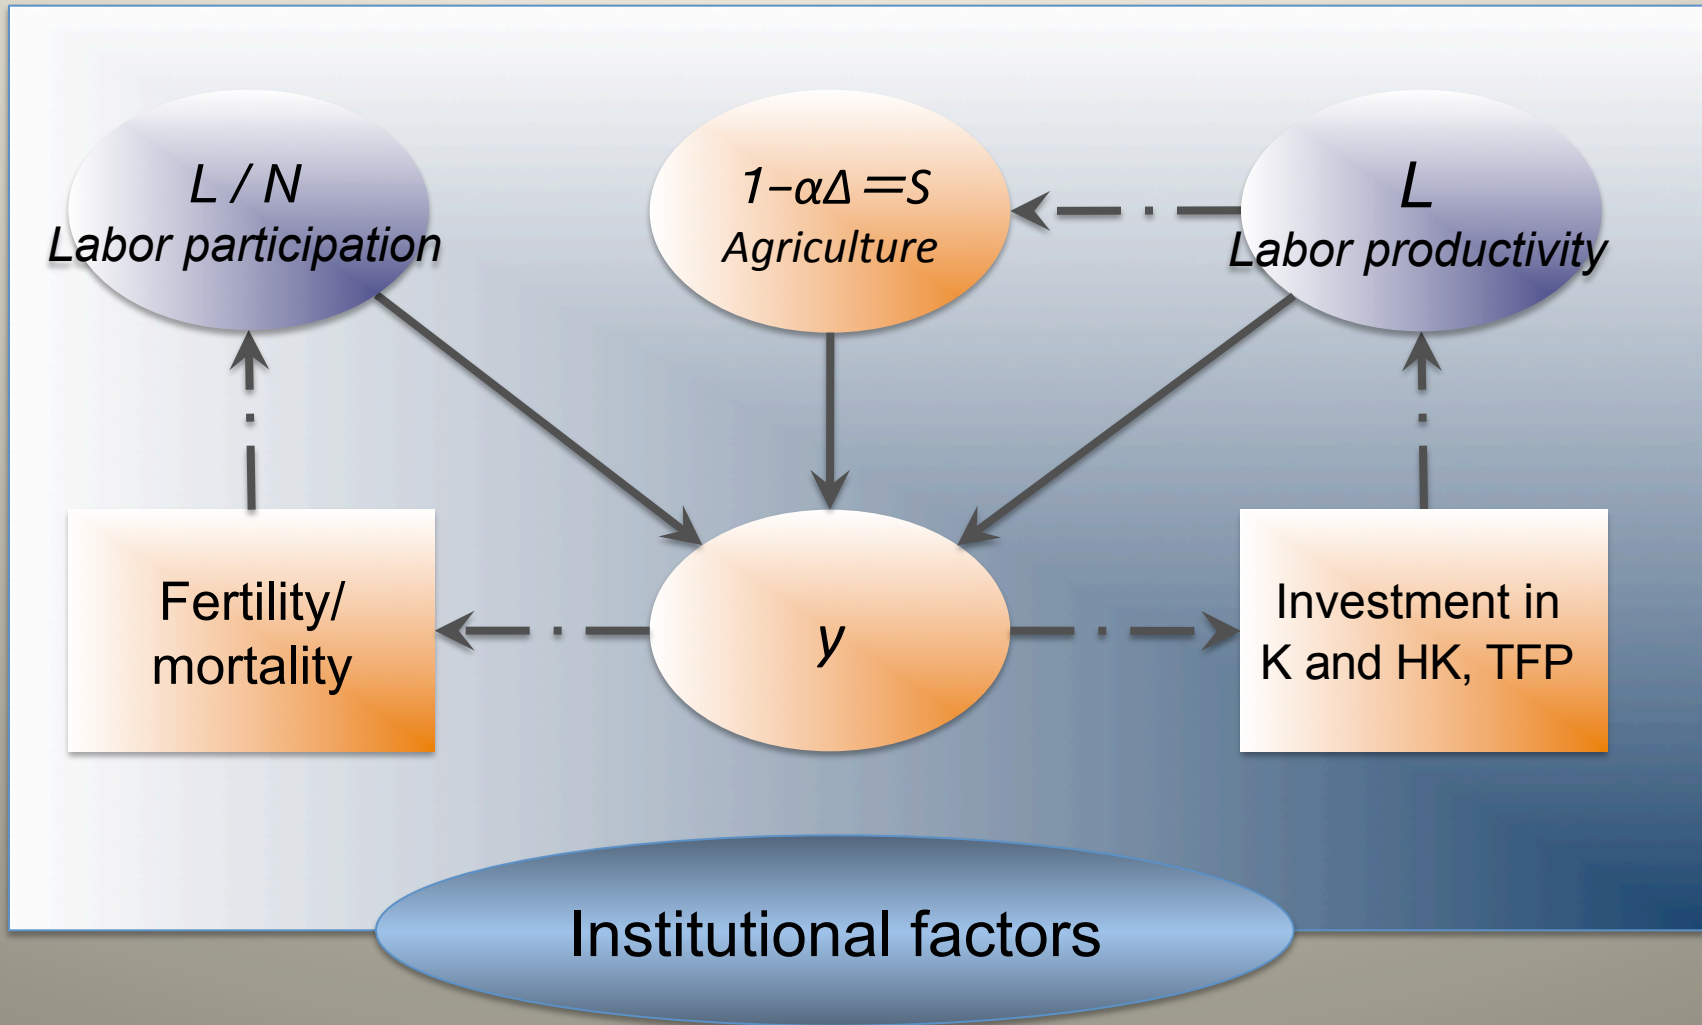 L / N
Labor participation
1–αΔ＝S
Agriculture
L
Labor productivity
Fertility/
mortality
y
Investment in
K and HK, TFP
Institutional factors